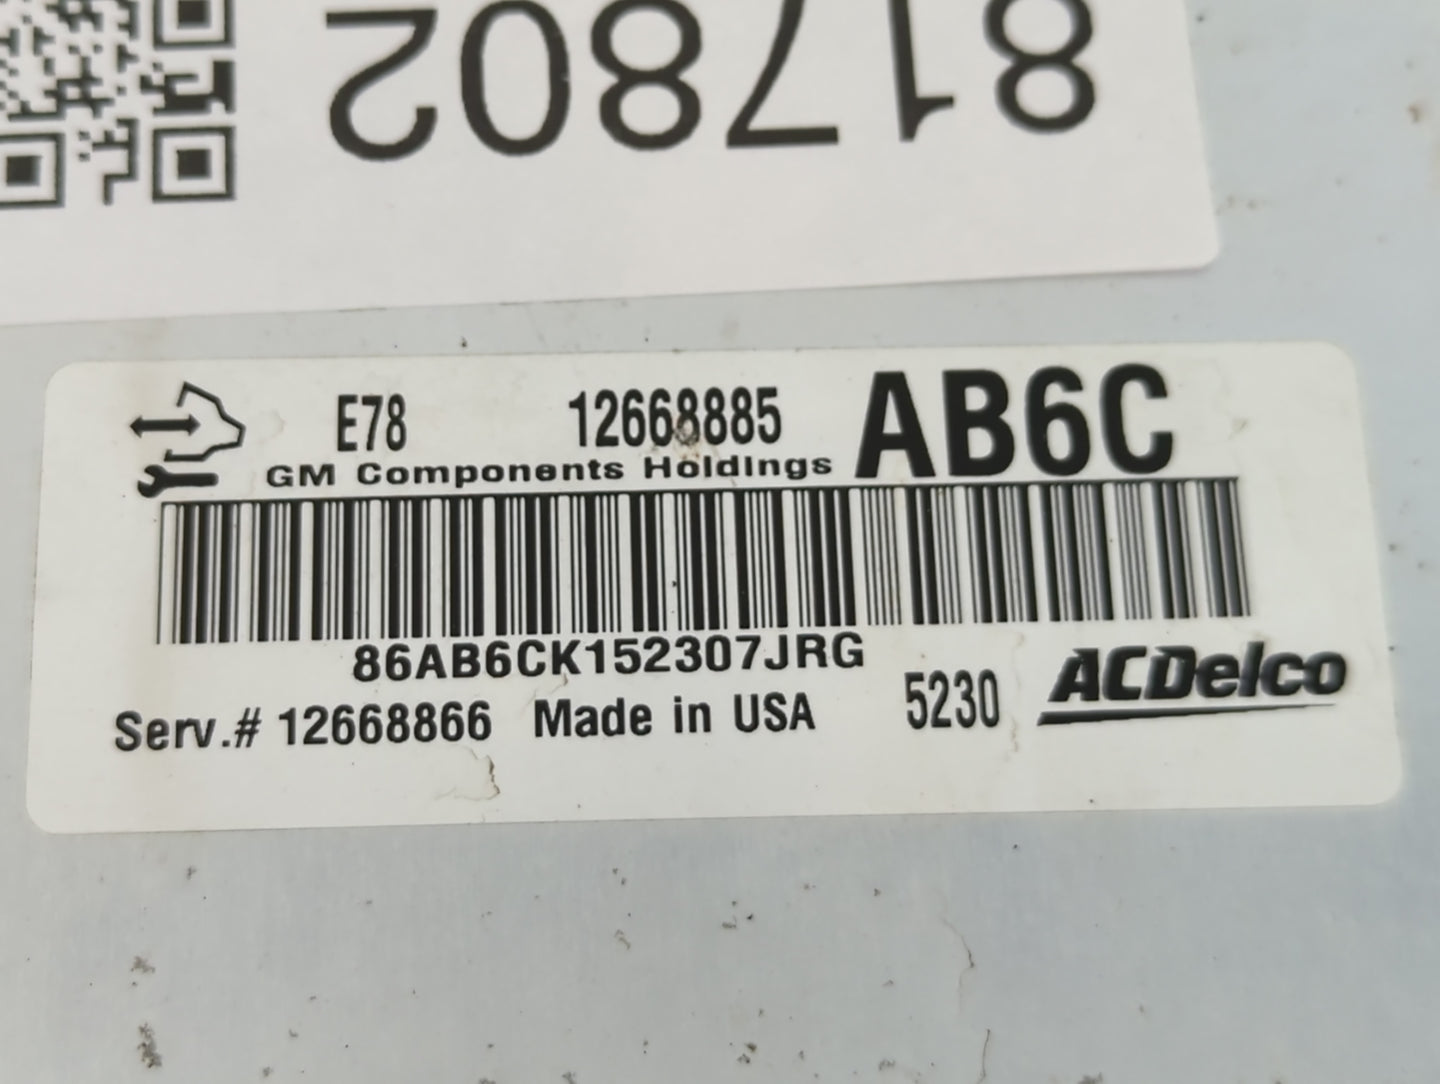 817802
E78 12668885 AB6C
GM Components Holdings
86AB6CK152307JRG
Serv.# 12668866 Made in USA 5230 ACDelco